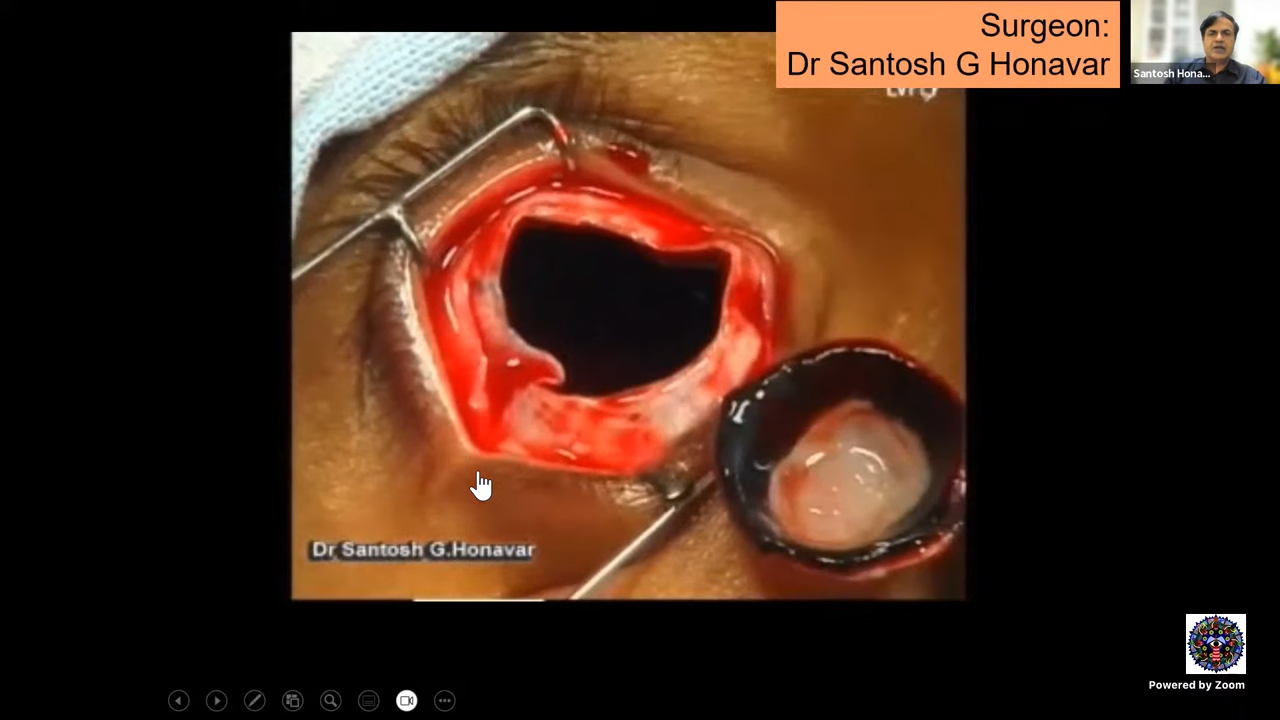 Surgeon:
Dr Santosh G Honavar
Santosh Hona...
Dr Santosh G.Honavar
Powered by Zoom